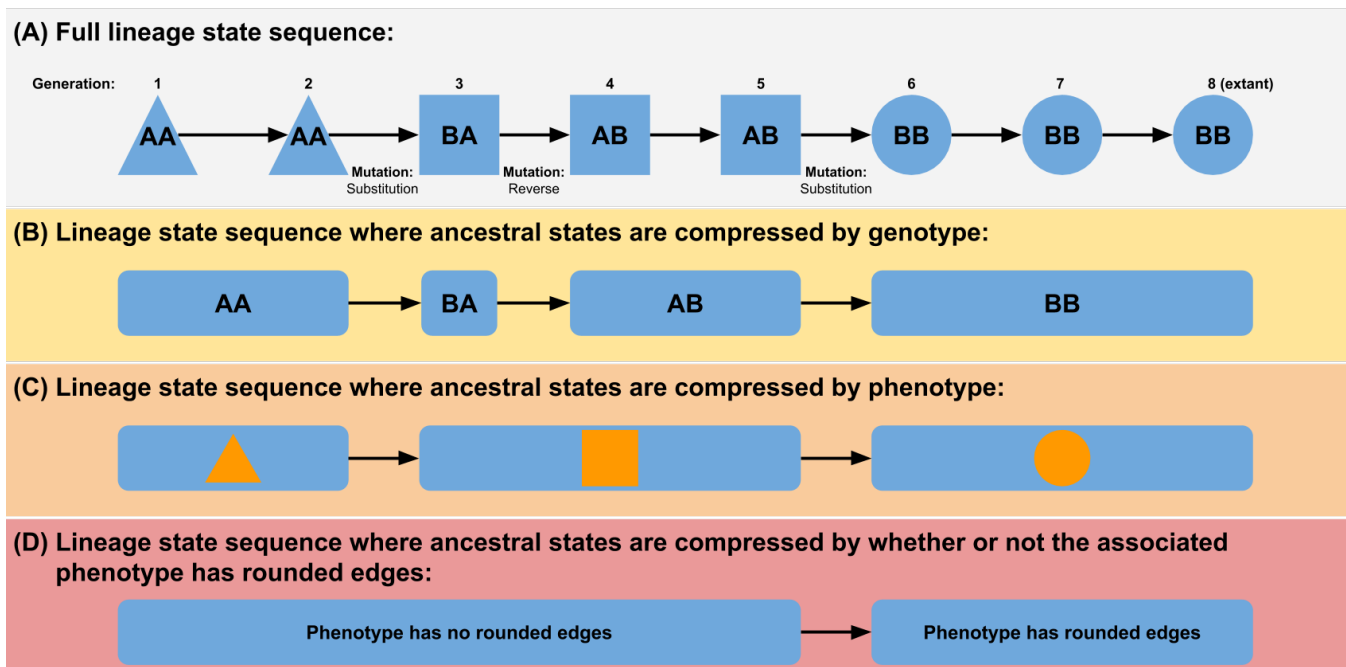 (A) Full lineage state sequence:
Generation: 1 2 3 4 5 6 7 8 (extant)
AA AA BA AB AB BB BB BB
Mutation: Mutation: Mutation:
Substitution Reverse Substitution
(B) Lineage state sequence where ancestral states are compressed by genotype:
AA BA AB BB
(C) Lineage state sequence where ancestral states are compressed by phenotype:
(D) Lineage state sequence where ancestral states are compressed by whether or not the associated
phenotype has rounded edges:
Phenotype has no rounded edges Phenotype has rounded edges